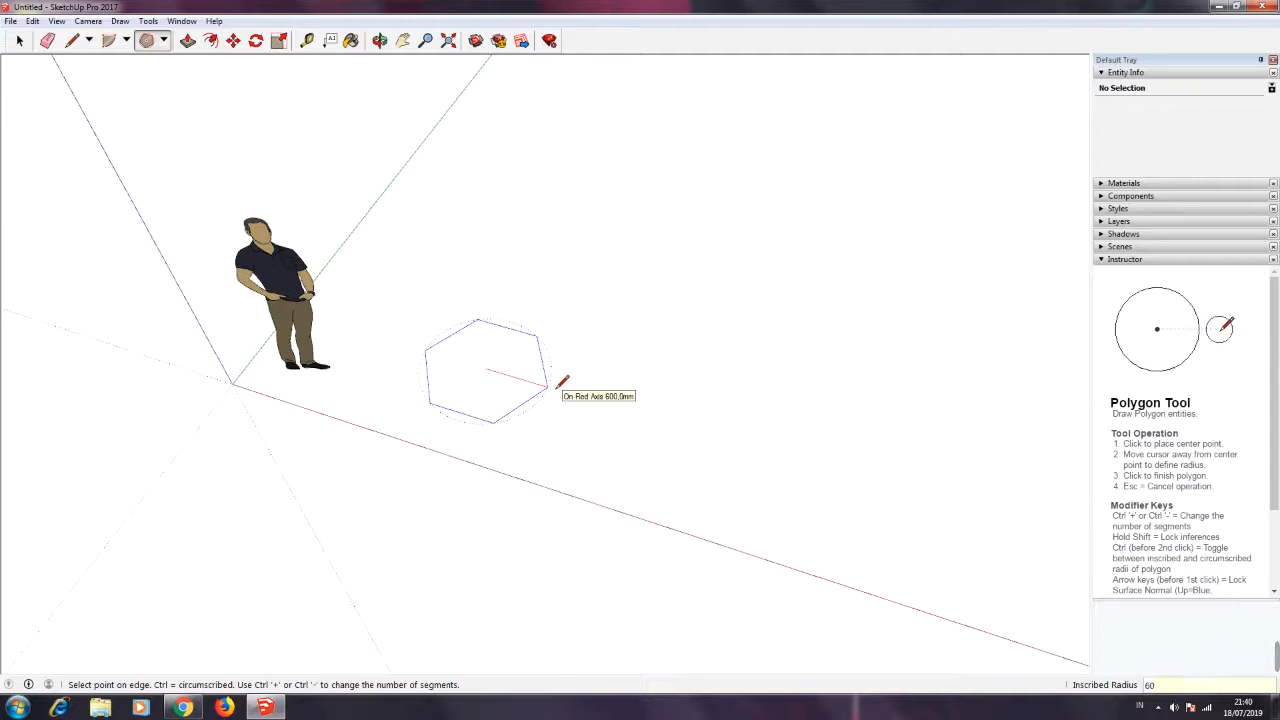 Untitled - SketchUp Pro 2017
File Edit View Camera Draw Tools Window Help
A1
Default Tray
Entity Info
No Selection
Materials
Components
Styles
Layers
Shadows
Scenes
Instructor
On Red Axis 600,0mm
Polygon Tool
Draw Polygon entities.
Tool Operation
1. Click to place center point.
2. Move cursor away from center
point to define radius.
3. Click to finish polygon.
4. Esc = Cancel operation.
Modifier Keys
Ctrl '+' or Ctrl '-' = Change the
number of segments
Hold Shift = Lock inferences
Ctrl (before 2nd click) = Toggle
between inscribed and circumscribed
radii of polygon
Arrow keys (before 1st click) = Lock
Surface Normal (Up=Blue,
Select point on edge. Ctrl = circumscribed. Use Ctrl '+' or Ctrl '-' to change the number of segments.
Inscribed Radius 60
IN
21:40
18/07/2019